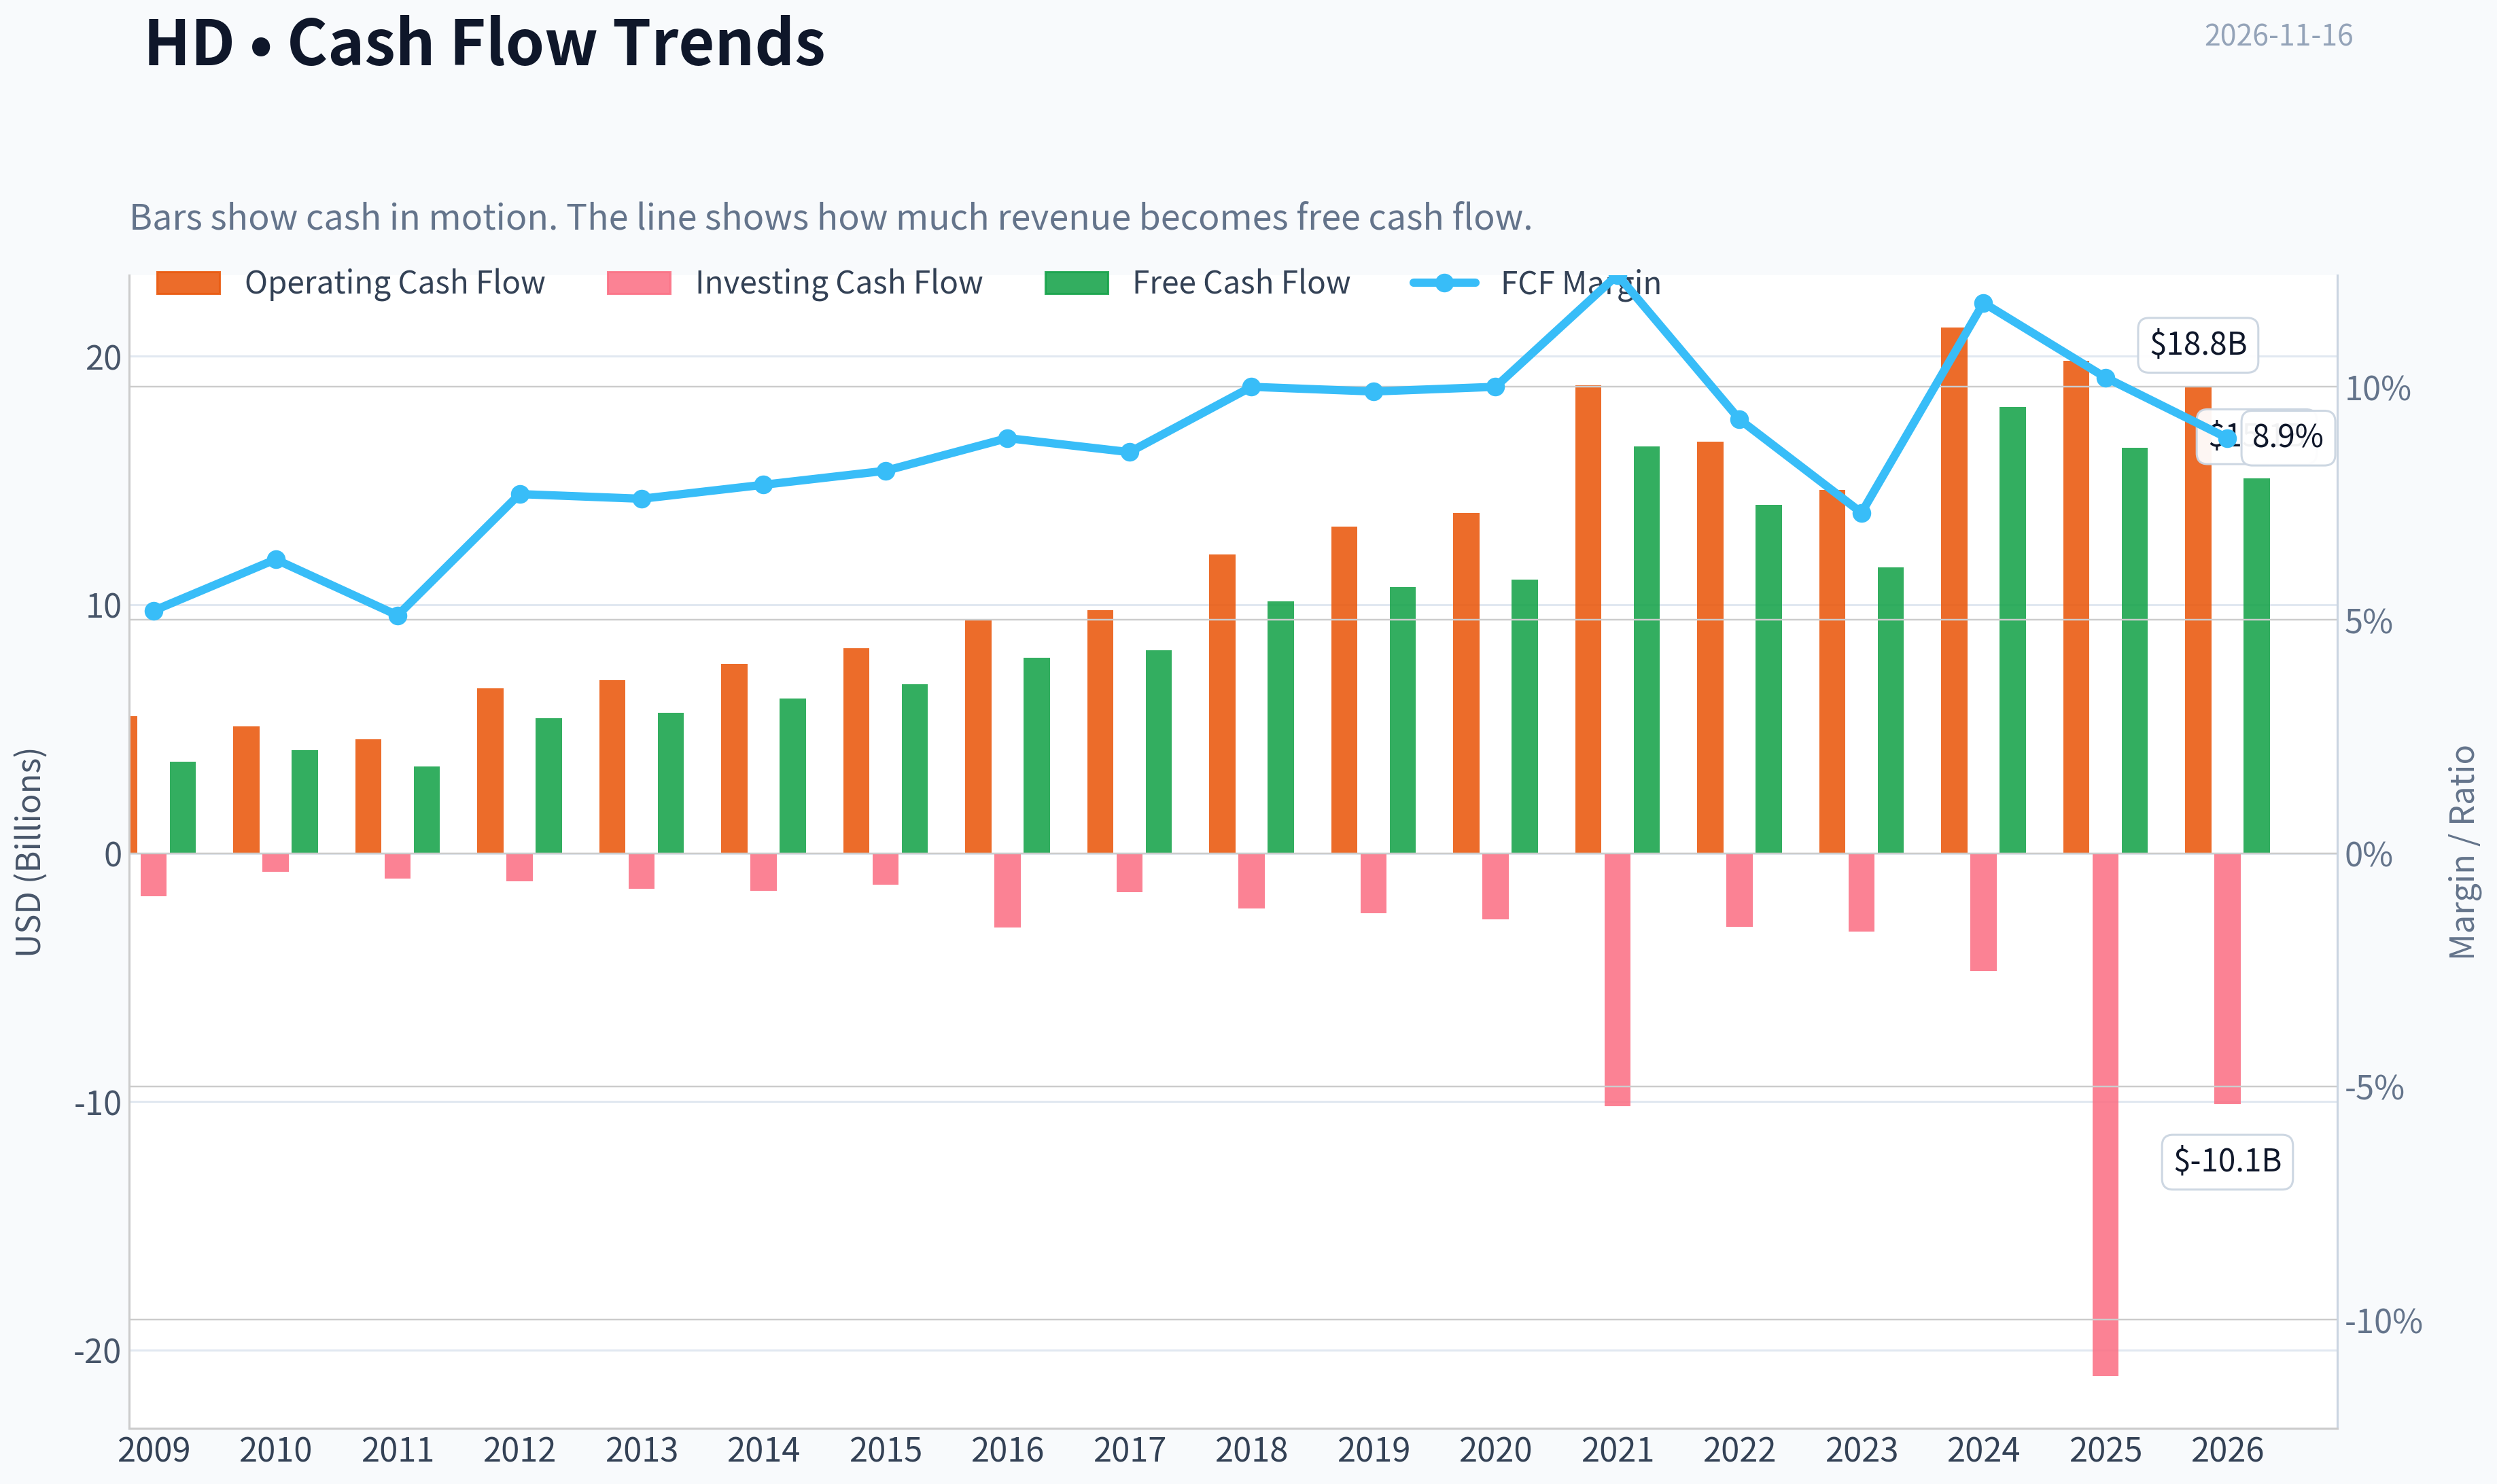 HD • Cash Flow Trends
2026-11-16
Bars show cash in motion. The line shows how much revenue becomes free cash flow.
Operating Cash Flow Investing Cash Flow Free Cash Flow FCF Margin
20
10
0
-10
-20
USD (Billions)
10%
5%
0%
-5%
-10%
Margin / Ratio
$18.8B
8.9%
$-10.1B
2009 2010 2011 2012 2013 2014 2015 2016 2017 2018 2019 2020 2021 2022 2023 2024 2025 2026